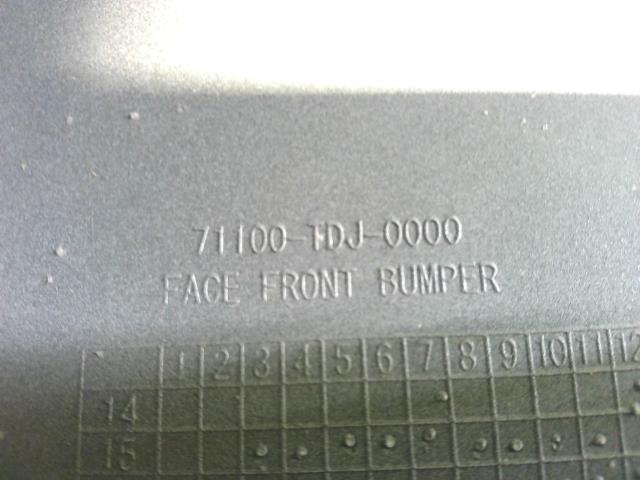 71100-TDJ-0000
FACE FRONT BUMPER
1 2 3 4 5 6 7 8 9 10 11 12
14
15